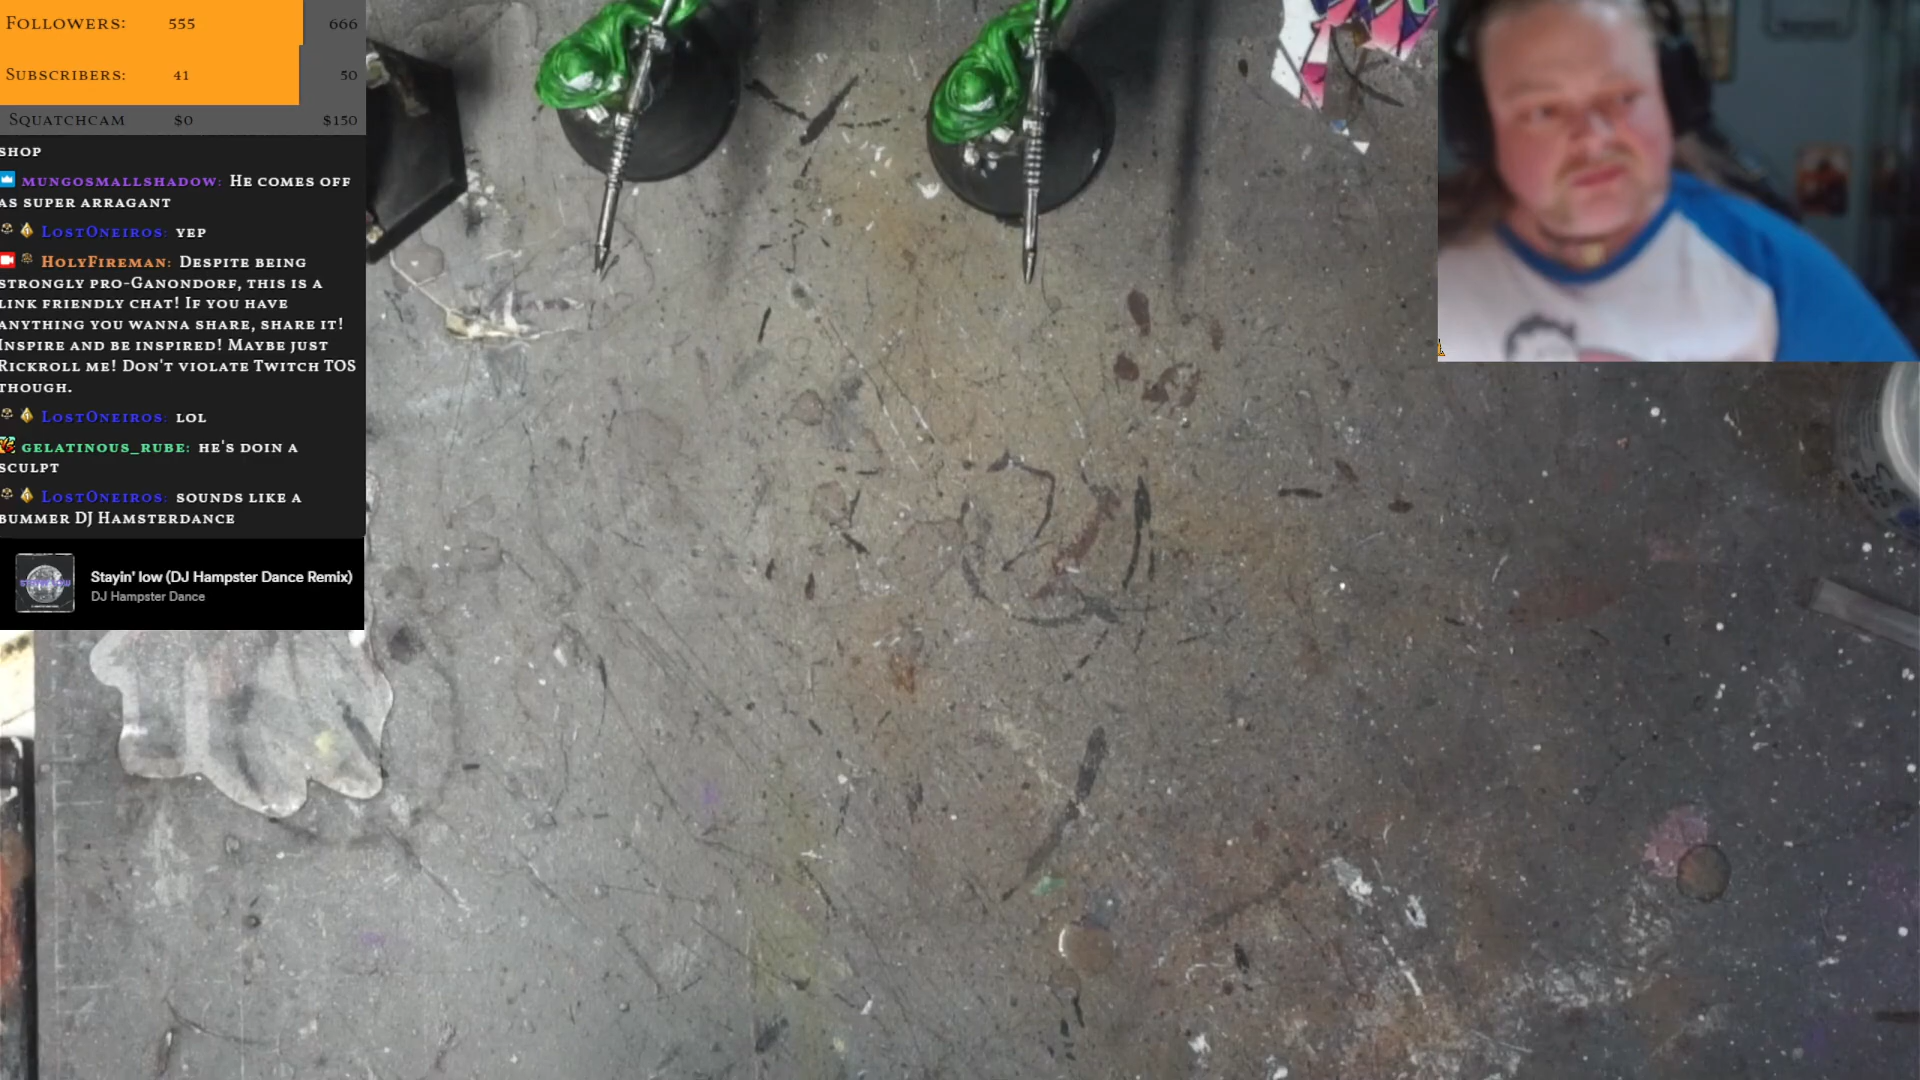 Followers: 555 666
Subscribers: 41 50
Squatchcam $0 $150
shop
mungosmallshadow: He comes off
as super arragant
LostOneiros: yep
HolyFireman: Despite being
strongly pro-Ganondorf, this is a
link friendly chat! If you have
anything you wanna share, share it!
Inspire and be inspired! Maybe just
Rickroll me! Don't violate Twitch TOS
though.
LostOneiros: lol
gelatinous_rube: he's doin a
sculpt
LostOneiros: sounds like a
bummer DJ Hamsterdance
Stayin' low (DJ Hampster Dance Remix)
DJ Hampster Dance